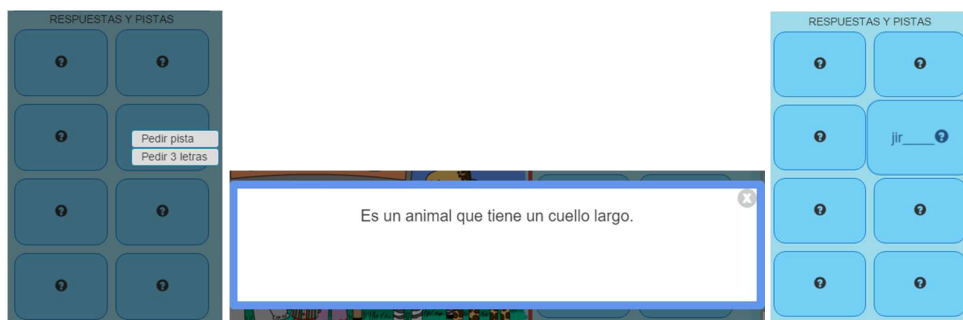 RESPUESTAS Y PISTAS
Pedir pista
Pedir 3 letras
Es un animal que tiene un cuello largo.
RESPUESTAS Y PISTAS
jir____